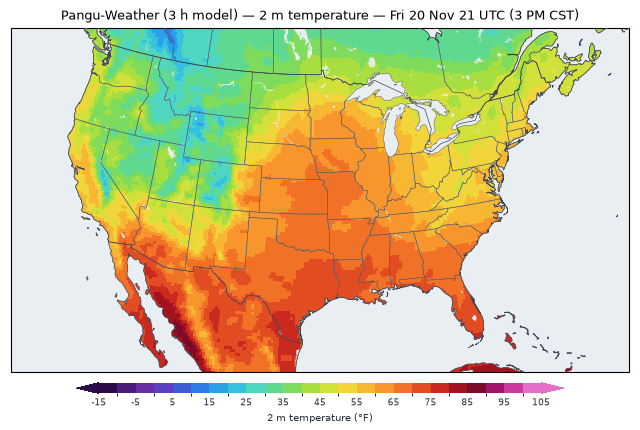 Pangu-Weather (3 h model) — 2 m temperature — Fri 20 Nov 21 UTC (3 PM CST)
-15 -5 5 15 25 35 45 55 65 75 85 95 105
2 m temperature (°F)